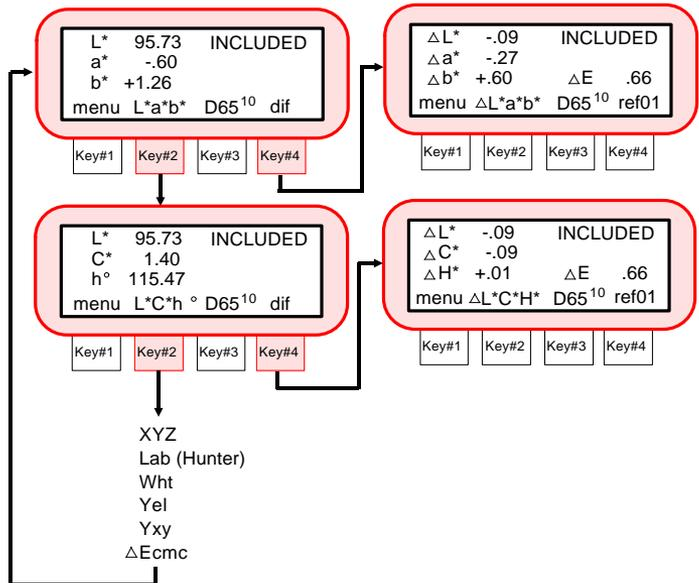 L* 95.73 INCLUDED
a* -.60
b* +1.26
menu L*a*b* D65¹⁰ dif
Key#1 Key#2 Key#3 Key#4
△L* -.09 INCLUDED
△a* -.27
△b* +.60 △E .66
menu △L*a*b* D65¹⁰ ref01
Key#1 Key#2 Key#3 Key#4
L* 95.73 INCLUDED
C* 1.40
h° 115.47
menu L*C*h ° D65¹⁰ dif
Key#1 Key#2 Key#3 Key#4
△L* -.09 INCLUDED
△C* -.09
△H* +.01 △E .66
menu △L*C*H* D65¹⁰ ref01
Key#1 Key#2 Key#3 Key#4
XYZ
Lab (Hunter)
Wht
Yel
Yxy
△Ecmc